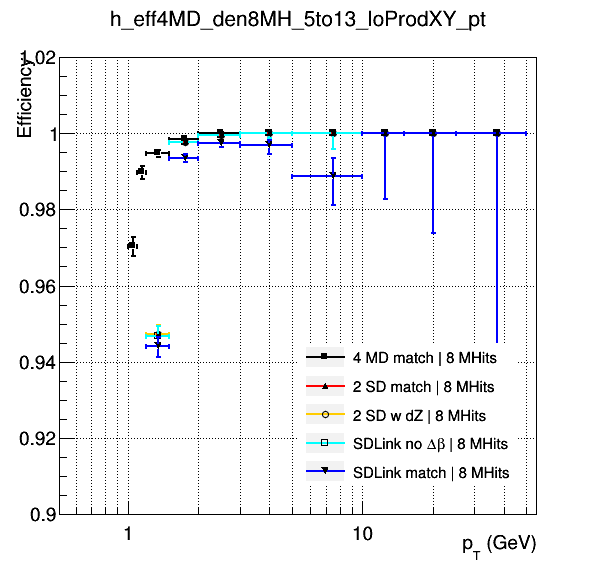 h_eff4MD_den8MH_5to13_loProdXY_pt
Efficiency
1.02
1
0.98
0.96
0.94
0.92
0.9
4 MD match | 8 MHits
2 SD match | 8 MHits
2 SD w dZ | 8 MHits
SDLink no Δβ | 8 MHits
SDLink match | 8 MHits
1
10
p_T (GeV)